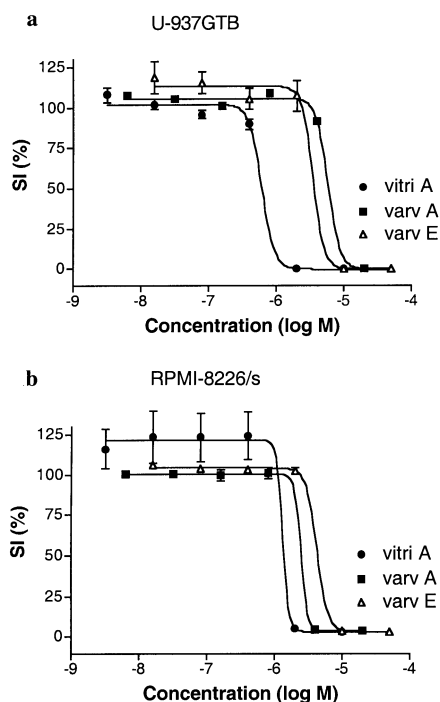 a
U-937GTB
125
100
75
50
25
0
SI (%)
vitri A
varv A
varv E
-9 -8 -7 -6 -5 -4
Concentration (log M)
b
RPMI-8226/s
125
100
75
50
25
0
SI (%)
vitri A
varv A
varv E
-9 -8 -7 -6 -5 -4
Concentration (log M)